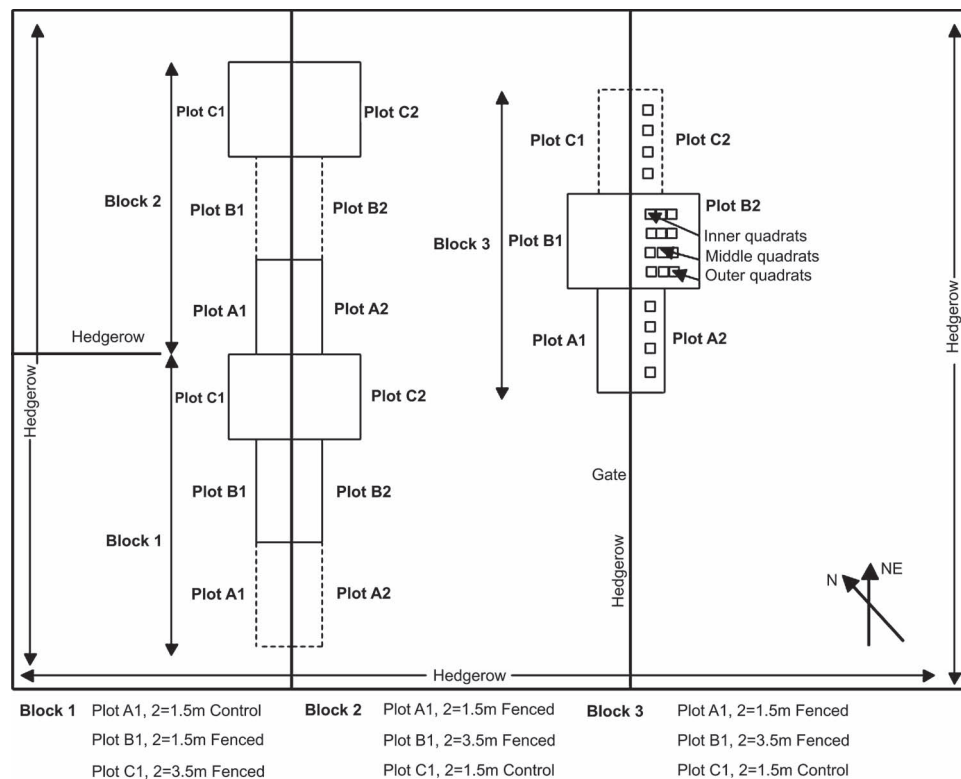 Plot C1
Plot C2
Block 2
Plot B1
Plot B2
Plot A1
Plot A2
Hedgerow
Hedgerow
Plot C1
Plot C2
Plot B1
Plot B2
Block 1
Plot A1
Plot A2
Plot C1
Plot C2
Block 3
Plot B1
Plot B2
Inner quadrats
Middle quadrats
Outer quadrats
Plot A1
Plot A2
Gate
Hedgerow
Hedgerow
N
NE
Hedgerow
Block 1 Plot A1, 2=1.5m Control
Plot B1, 2=1.5m Fenced
Plot C1, 2=3.5m Fenced
Block 2 Plot A1, 2=1.5m Fenced
Plot B1, 2=3.5m Fenced
Plot C1, 2=1.5m Control
Block 3 Plot A1, 2=1.5m Fenced
Plot B1, 2=3.5m Fenced
Plot C1, 2=1.5m Control